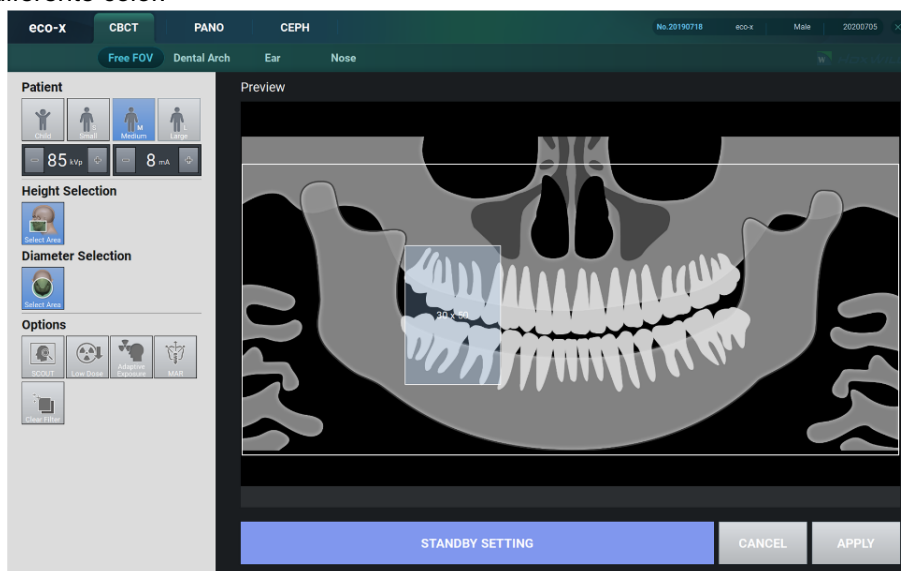 eco-x CBCT PANO CEPH No.20190718 eco-x Male 20200705
Free FOV Dental Arch Ear Nose
Patient
Preview
Child Small S Medium M Large L
85 kVp 8 mA
Height Selection
Select Area
Diameter Selection
Select Area
30 x 50
Options
SCOUT Low Dose Adaptive Exposure MAR
Clear Filter
STANDBY SETTING CANCEL APPLY